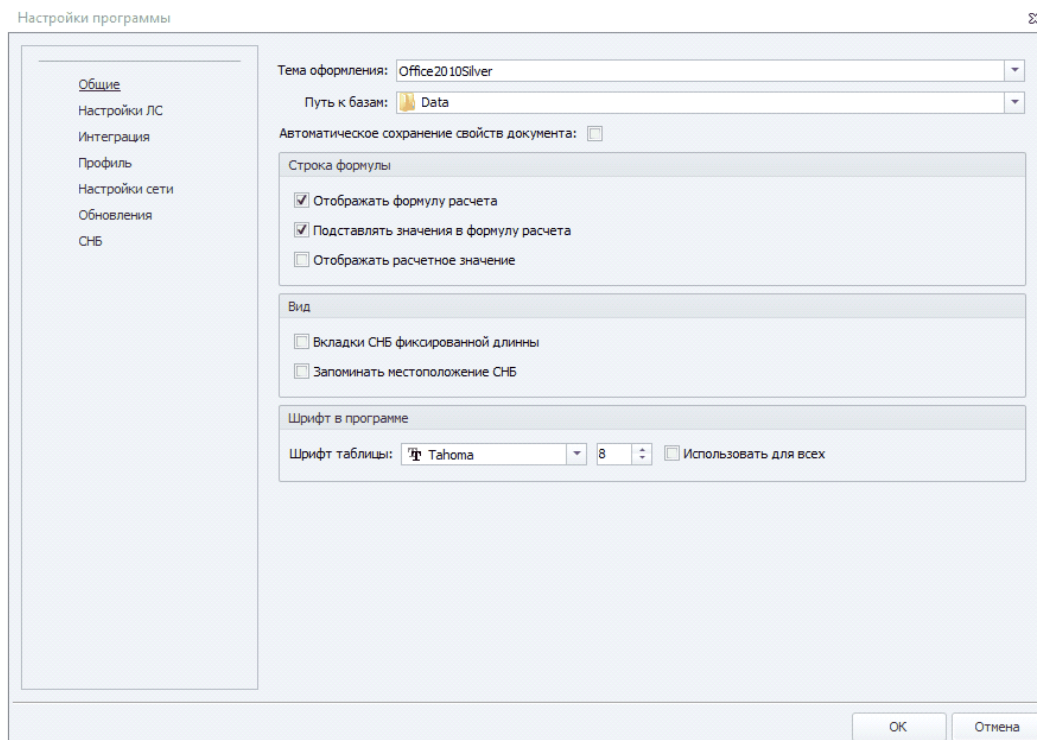 Настройки программы
Общие
Настройки ЛС
Интеграция
Профиль
Настройки сети
Обновления
СНБ
Тема оформления: Office2010Silver
Путь к базам: Data
Автоматическое сохранение свойств документа:
Строка формулы
Отображать формулу расчета
Подставлять значения в формулу расчета
Отображать расчетное значение
Вид
Вкладки СНБ фиксированной длинны
Запоминать местоположение СНБ
Шрифт в программе
Шрифт таблицы: Tahoma 8 Использовать для всех
ОК Отмена